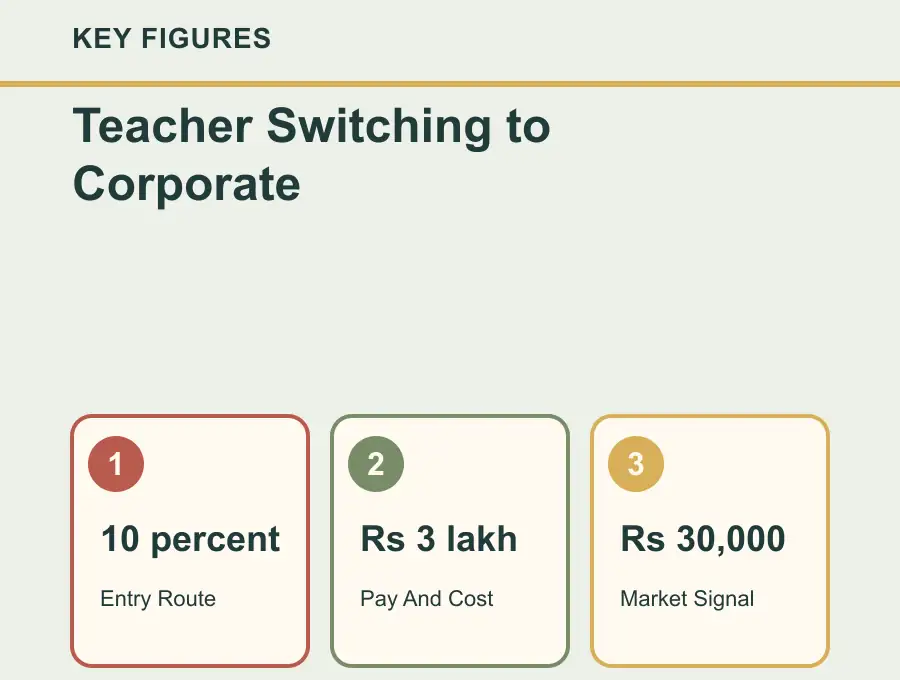 KEY FIGURES
Teacher Switching to
Corporate
1
10 percent
Entry Route
2
Rs 3 lakh
Pay And Cost
3
Rs 30,000
Market Signal